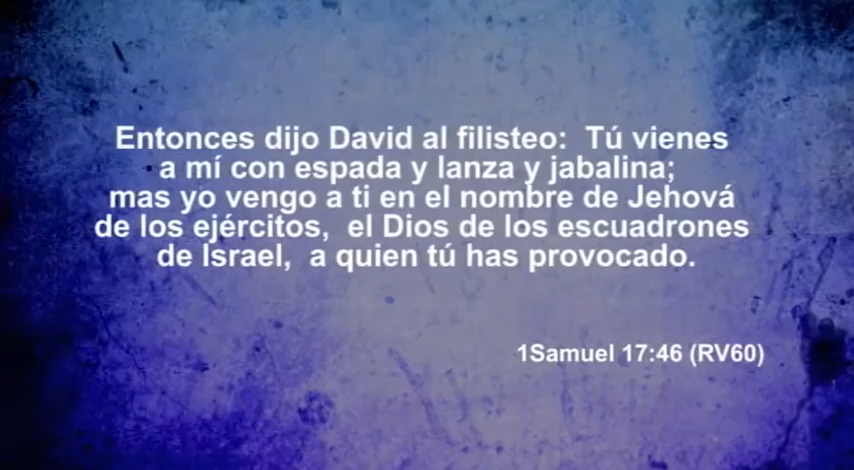 Entonces dijo David al filisteo:  Tú vienes
a mí con espada y lanza y jabalina;
mas yo vengo a ti en el nombre de Jehová
de los ejércitos,  el Dios de los escuadrones
de Israel,  a quien tú has provocado.
1Samuel 17:46 (RV60)